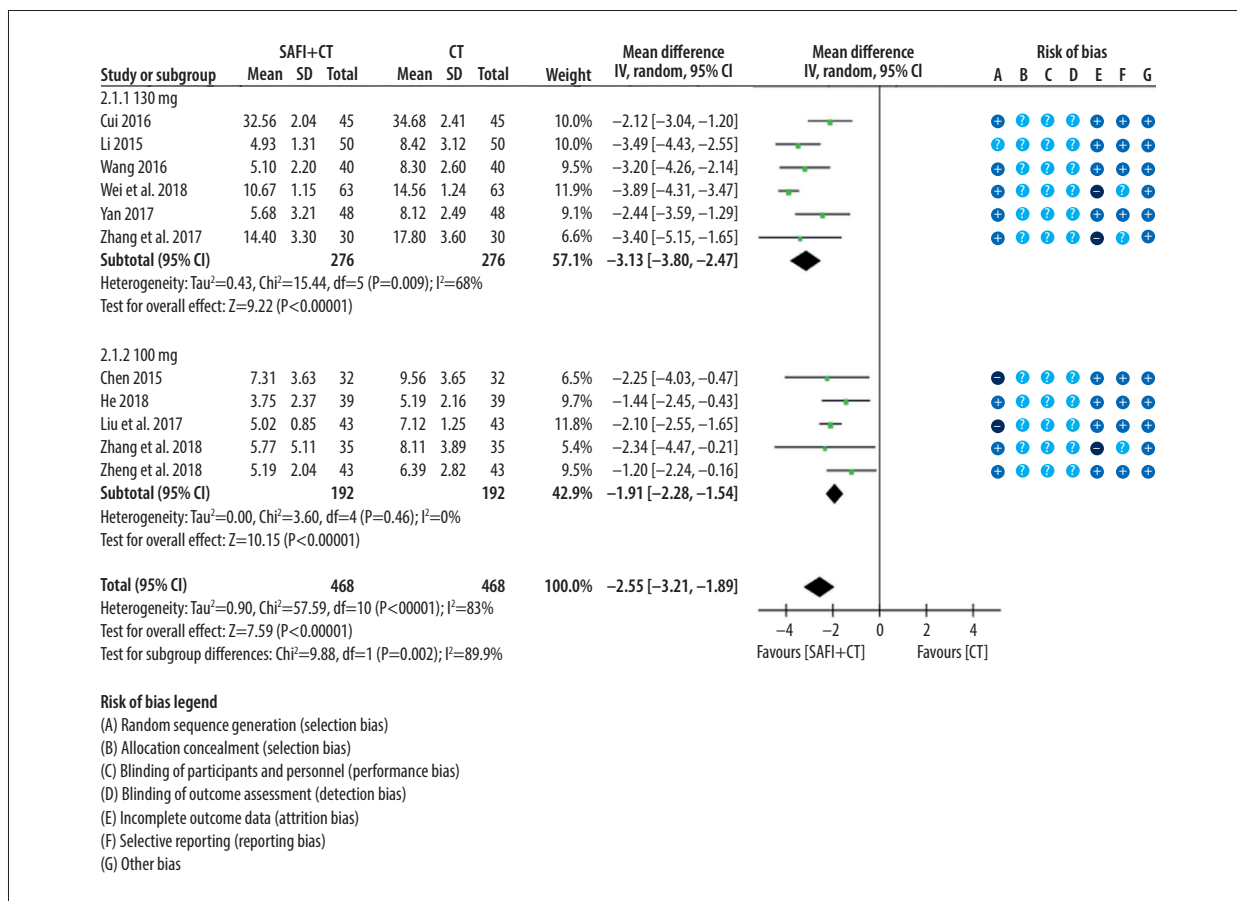 SAFI+CT CT Mean difference Mean difference Risk of bias
Study or subgroup Mean SD Total Mean SD Total Weight IV, random, 95% CI IV, random, 95% CI A B C D E F G
2.1.1 130 mg
Cui 2016 32.56 2.04 45 34.68 2.41 45 10.0% −2.12 [−3.04, −1.20] + ? ? ? + + +
Li 2015 4.93 1.31 50 8.42 3.12 50 10.0% −3.49 [−4.43, −2.55] ? ? ? ? + + +
Wang 2016 5.10 2.20 40 8.30 2.60 40 9.5% −3.20 [−4.26, −2.14] + ? ? ? + + +
Wei et al. 2018 10.67 1.15 63 14.56 1.24 63 11.9% −3.89 [−4.31, −3.47] + ? ? ? − ? +
Yan 2017 5.68 3.21 48 8.12 2.49 48 9.1% −2.44 [−3.59, −1.29] + ? ? ? + + +
Zhang et al. 2017 14.40 3.30 30 17.80 3.60 30 6.6% −3.40 [−5.15, −1.65] + ? ? ? − ? +
Subtotal (95% CI) 276 276 57.1% −3.13 [−3.80, −2.47]
Heterogeneity: Tau²=0.43, Chi²=15.44, df=5 (P=0.009); I²=68%
Test for overall effect: Z=9.22 (P<0.00001)
2.1.2 100 mg
Chen 2015 7.31 3.63 32 9.56 3.65 32 6.5% −2.25 [−4.03, −0.47] − ? ? ? + + +
He 2018 3.75 2.37 39 5.19 2.16 39 9.7% −1.44 [−2.45, −0.43] + ? ? ? + + +
Liu et al. 2017 5.02 0.85 43 7.12 1.25 43 11.8% −2.10 [−2.55, −1.65] − ? ? ? + + +
Zhang et al. 2018 5.77 5.11 35 8.11 3.89 35 5.4% −2.34 [−4.47, −0.21] + ? ? ? − ? +
Zheng et al. 2018 5.19 2.04 43 6.39 2.82 43 9.5% −1.20 [−2.24, −0.16] + ? ? ? + + +
Subtotal (95% CI) 192 192 42.9% −1.91 [−2.28, −1.54]
Heterogeneity: Tau²=0.00, Chi²=3.60, df=4 (P=0.46); I²=0%
Test for overall effect: Z=10.15 (P<0.00001)
Total (95% CI) 468 468 100.0% −2.55 [−3.21, −1.89]
Heterogeneity: Tau²=0.90, Chi²=57.59, df=10 (P<00001); I²=83%
Test for overall effect: Z=7.59 (P<0.00001)
Test for subgroup differences: Chi²=9.88, df=1 (P=0.002); I²=89.9%
−4 −2 0 2 4
Favours [SAFI+CT] Favours [CT]
Risk of bias legend
(A) Random sequence generation (selection bias)
(B) Allocation concealment (selection bias)
(C) Blinding of participants and personnel (performance bias)
(D) Blinding of outcome assessment (detection bias)
(E) Incomplete outcome data (attrition bias)
(F) Selective reporting (reporting bias)
(G) Other bias